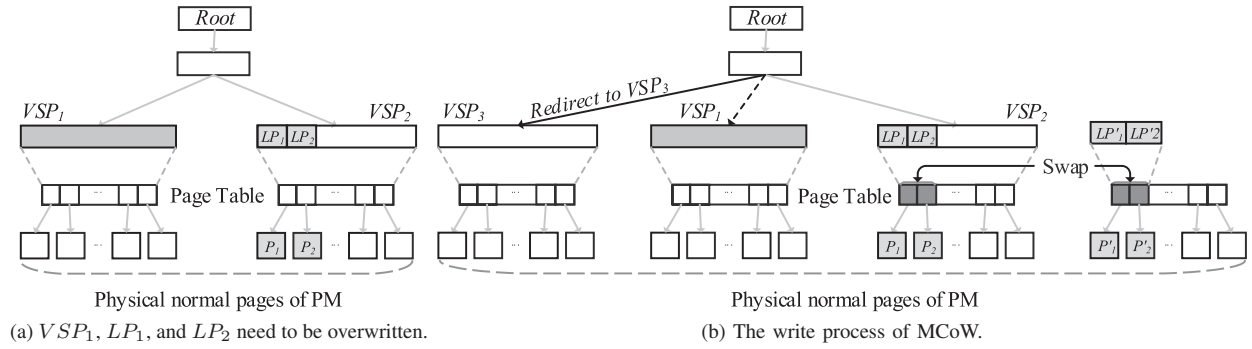 Root
VSP1
VSP2
LP1 LP2
...
...
Page Table
P1 P2
...
...
Physical normal pages of PM
(a) VSP1, LP1, and LP2 need to be overwritten.
Root
Redirect to VSP3
VSP3
VSP1
VSP2
LP1 LP2
LP'1 LP'2
Swap
...
...
Page Table
...
...
...
...
P1 P2
...
P'1 P'2
...
Physical normal pages of PM
(b) The write process of MCoW.